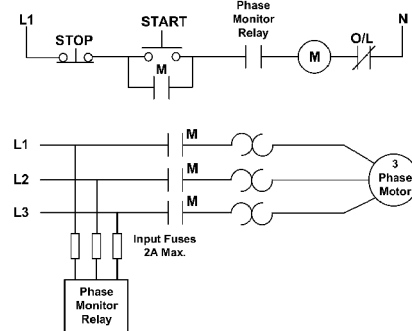 L1
STOP
START
M
Phase
Monitor
Relay
M
O/L
N
L1
M
L2
M
L3
M
3
Phase
Motor
Input Fuses
2A Max.
Phase
Monitor
Relay